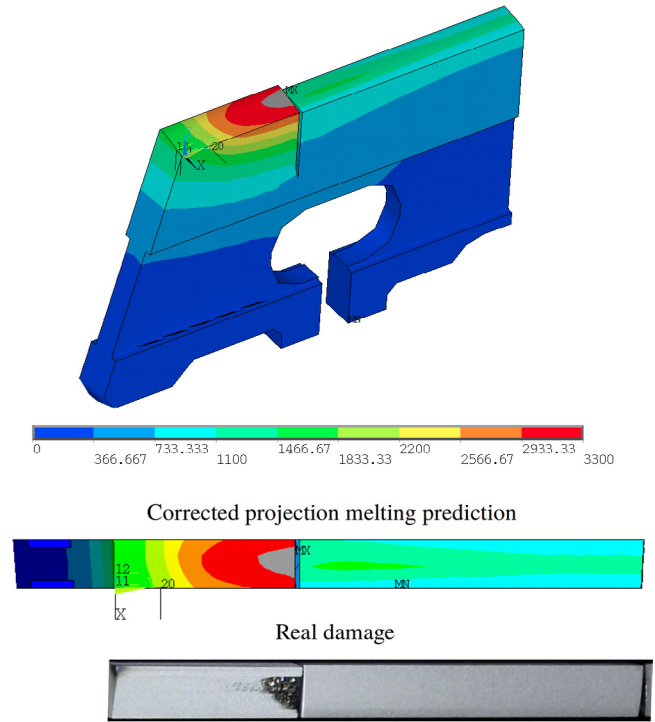 MX
11 20
X
MN
0 733.333 1466.67 2200 2933.33
366.667 1100 1833.33 2566.67 3300
Corrected projection melting prediction
MX
12
11 20
MN
X
Real damage